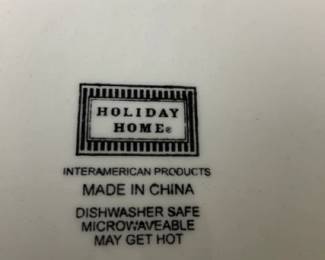 HOLIDAY
HOME®
INTERAMERICAN PRODUCTS
MADE IN CHINA
DISHWASHER SAFE
MICROWAVEABLE
MAY GET HOT